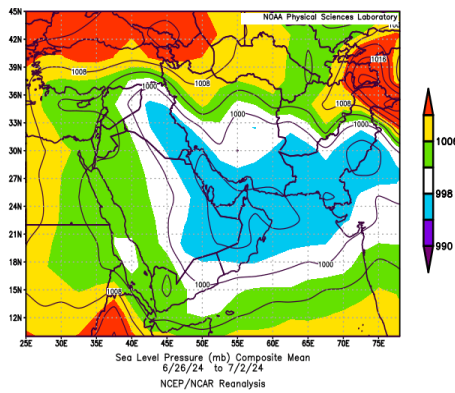 NOAA Physical Sciences Laboratory
45N
42N
39N
36N
33N
30N
27N
24N
21N
18N
15N
12N
1008
1008
1016
1008
1000
1000
1000
1000
1000
1000
1008
25E 30E 35E 40E 45E 50E 55E 60E 65E 70E 75E
1006
998
990
Sea Level Pressure (mb) Composite Mean
6/26/24 to 7/2/24
NCEP/NCAR Reanalysis